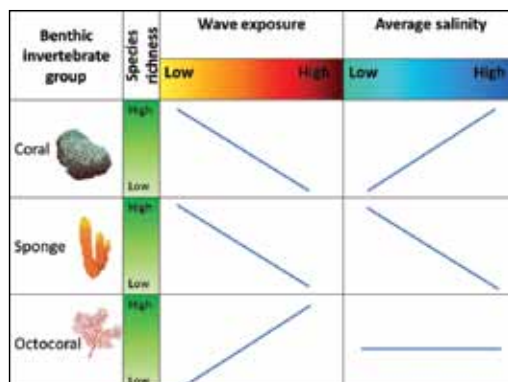 Benthic
invertebrate
group
Species
richness
Wave exposure
Average salinity
Low
High
Low
High
Coral
High
Low
Sponge
High
Low
Octocoral
High
Low